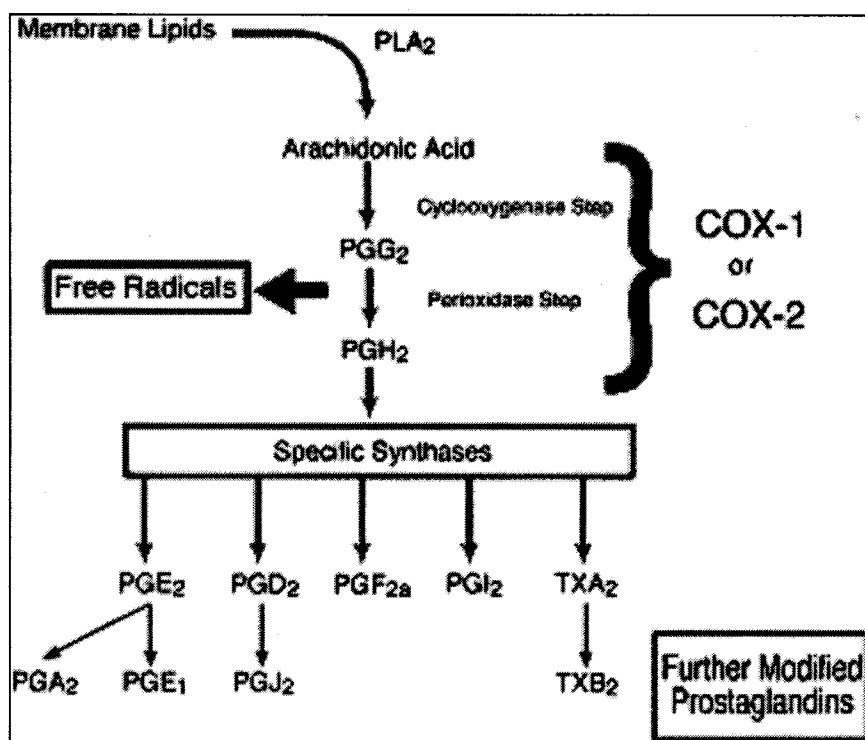 Membrane Lipids
PLA₂
Arachidonic Acid
Cyclooxygenase Step
PGG₂
COX-1
or
COX-2
Free Radicals
Perioxidase Step
PGH₂
Specific Synthases
PGE₂ PGD₂ PGF₂ₐ PGI₂ TXA₂
PGA₂ PGE₁ PGJ₂ TXB₂
Further Modified
Prostaglandins